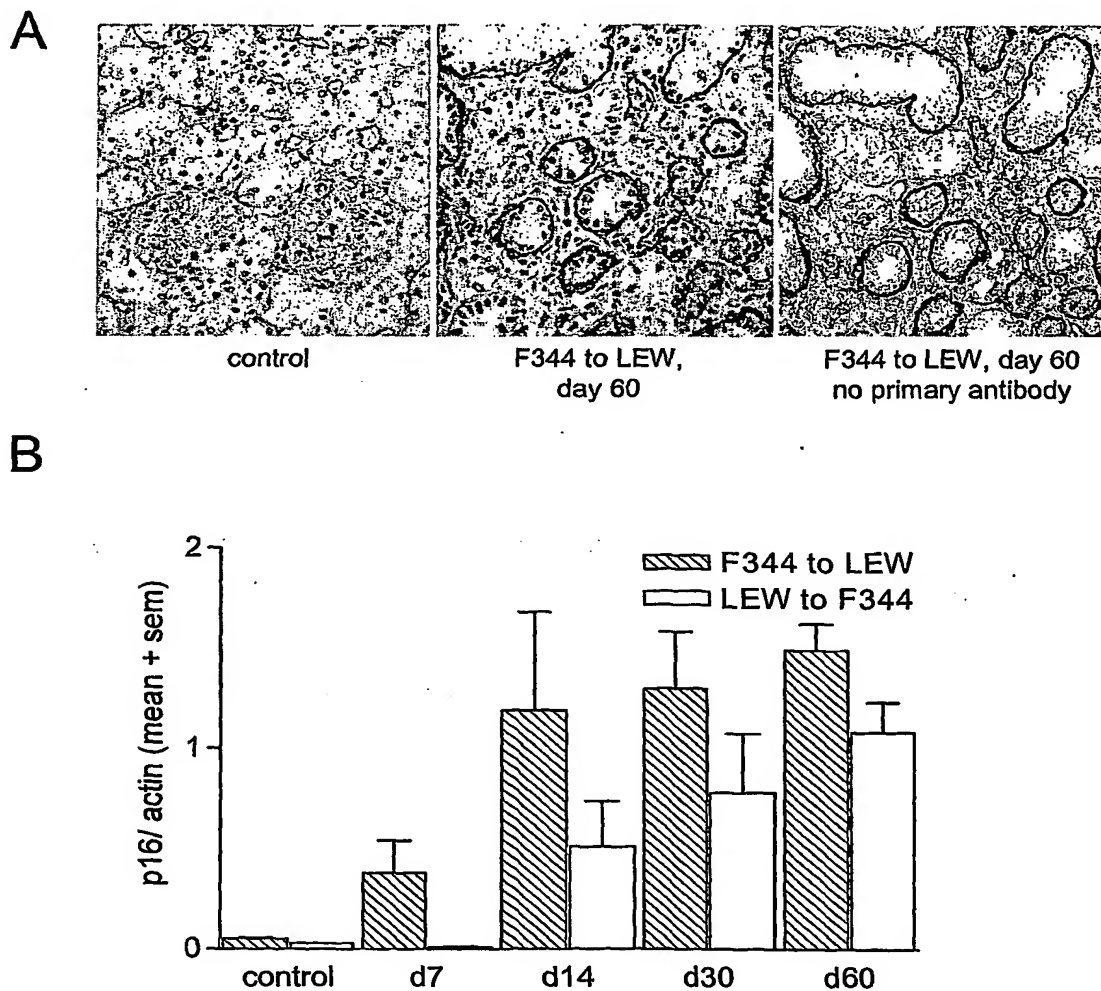 A
control
F344 to LEW,
day 60
F344 to LEW, day 60
no primary antibody
B
p16/ actin (mean + sem)
2
1
0
F344 to LEW
LEW to F344
control
d7
d14
d30
d60